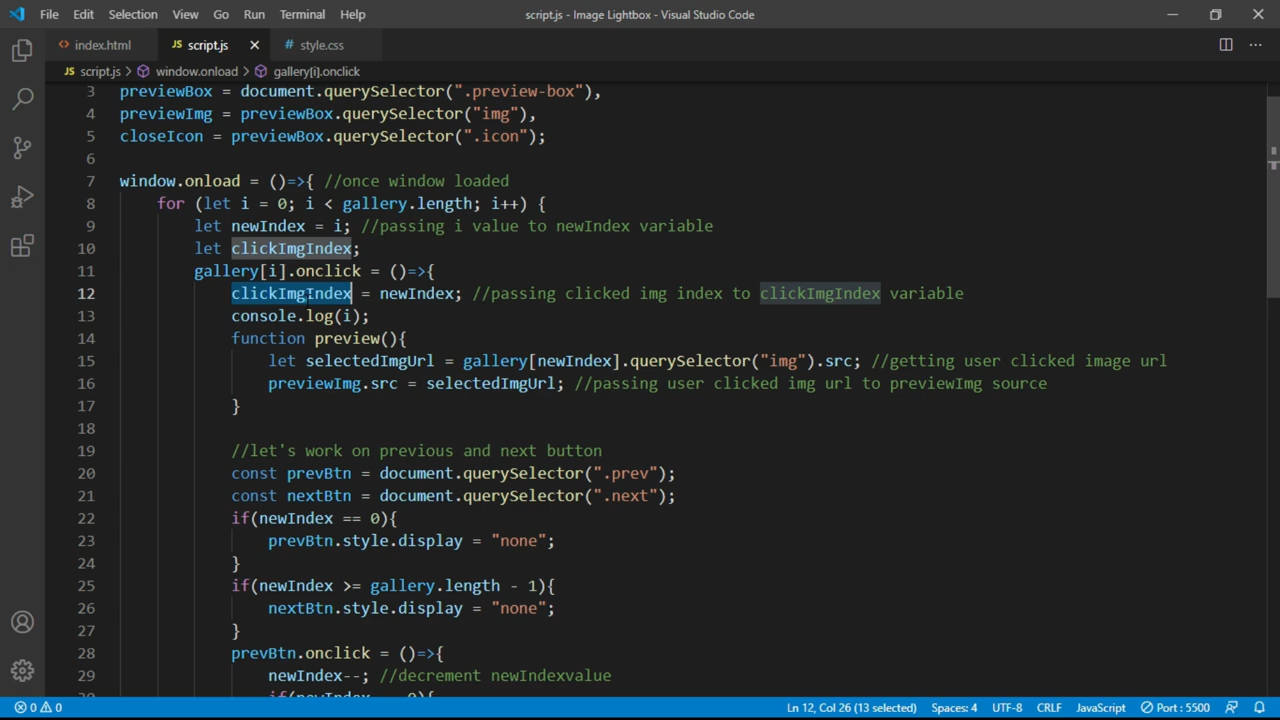 File Edit Selection View Go Run Terminal Help script.js - Image Lightbox - Visual Studio Code
index.html JS script.js # style.css
JS script.js > window.onload > gallery[i].onclick
3 previewBox = document.querySelector(".preview-box"),
4 previewImg = previewBox.querySelector("img"),
5 closeIcon = previewBox.querySelector(".icon");
6
7 window.onload = ()=>{ //once window loaded
8 for (let i = 0; i < gallery.length; i++) {
9 let newIndex = i; //passing i value to newIndex variable
10 let clickImgIndex;
11 gallery[i].onclick = ()=>{
12 clickImgIndex = newIndex; //passing clicked img index to clickImgIndex variable
13 console.log(i);
14 function preview(){
15 let selectedImgUrl = gallery[newIndex].querySelector("img").src; //getting user clicked image url
16 previewImg.src = selectedImgUrl; //passing user clicked img url to previewImg source
17 }
18
19 //let's work on previous and next button
20 const prevBtn = document.querySelector(".prev");
21 const nextBtn = document.querySelector(".next");
22 if(newIndex == 0){
23 prevBtn.style.display = "none";
24 }
25 if(newIndex >= gallery.length - 1){
26 nextBtn.style.display = "none";
27 }
28 prevBtn.onclick = ()=>{
29 newIndex--; //decrement newIndexvalue
0 0 Ln 12, Col 26 (13 selected) Spaces: 4 UTF-8 CRLF JavaScript Port : 5500